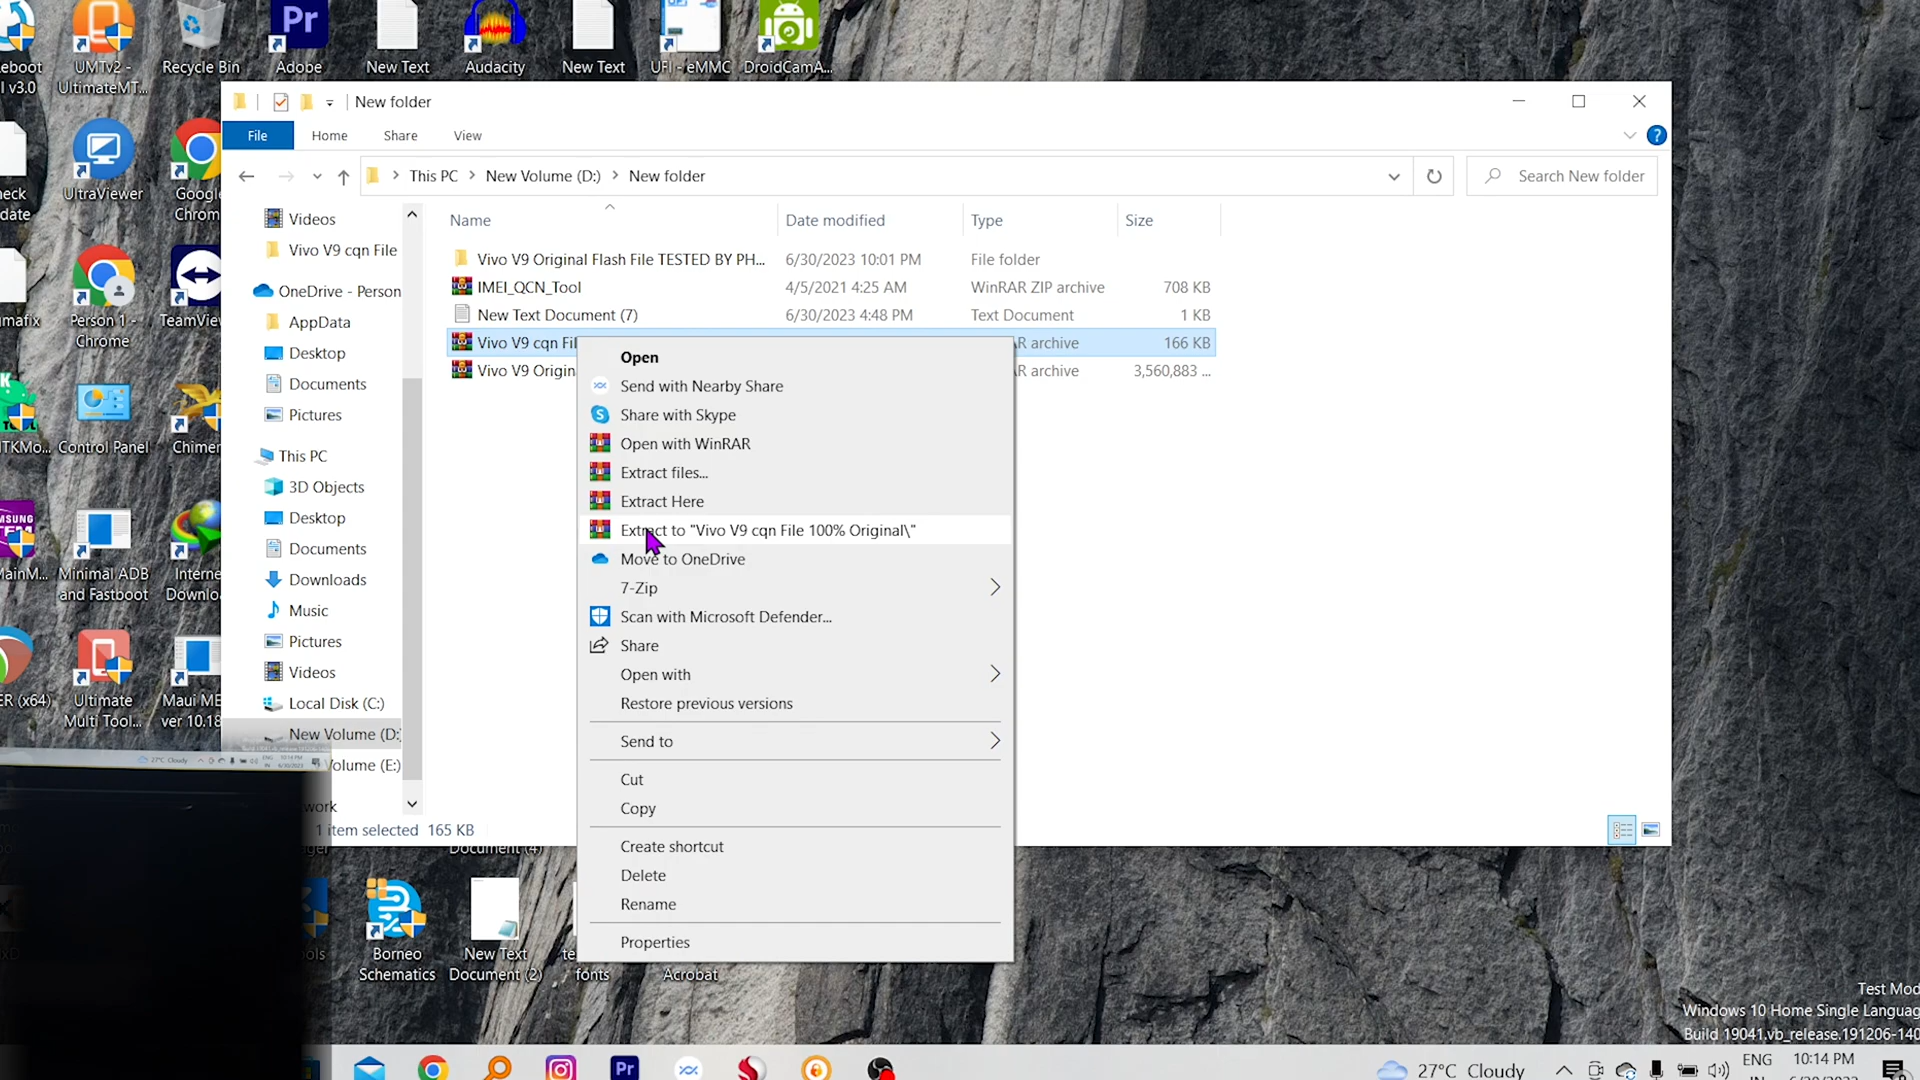 eboot
l v3.0
UMTv2 -
UltimateMT...
Recycle Bin
Adobe
New Text
Audacity
New Text
UFI - eMMC
DroidCamA...
New folder
File
Home
Share
View
This PC
New Volume (D:)
New folder
Search New folder
Name
Date modified
Type
Size
Vivo V9 Original Flash File TESTED BY PH...
6/30/2023 10:01 PM
File folder
IMEI_QCN_Tool
4/5/2021 4:25 AM
WinRAR ZIP archive
708 KB
New Text Document (7)
6/30/2023 4:48 PM
Text Document
1 KB
Vivo V9 cqn Fil
R archive
166 KB
Vivo V9 Origin
R archive
3,560,883 ...
Videos
Vivo V9 cqn File
OneDrive - Person
AppData
Desktop
Documents
Pictures
This PC
3D Objects
Desktop
Documents
Downloads
Music
Pictures
Videos
Local Disk (C:)
New Volume (D:)
Volume (E:)
work
1 item selected
165 KB
Open
Send with Nearby Share
Share with Skype
Open with WinRAR
Extract files...
Extract Here
Extract to "Vivo V9 cqn File 100% Original\"
Move to OneDrive
7-Zip
Scan with Microsoft Defender...
Share
Open with
Restore previous versions
Send to
Cut
Copy
Create shortcut
Delete
Rename
Properties
heck
date
UltraViewer
Google
Chrom
gmafix
Person 1 -
Chrome
TeamView
TKMo...
Control Panel
Chimer
SAMSUNG
MainM...
Minimal ADB
and Fastboot
Interne
Downloa
R (x64)
Ultimate
Multi Tool...
Maui ME
ver 10.18
Document (4)
ools
Borneo
Schematics
New Text
Document (2)
te
fonts
Acrobat
Test Mod
Windows 10 Home Single Languag
Build 19041.vb_release.191206-140
27°C Cloudy
ENG
IN
10:14 PM
6/30/2023